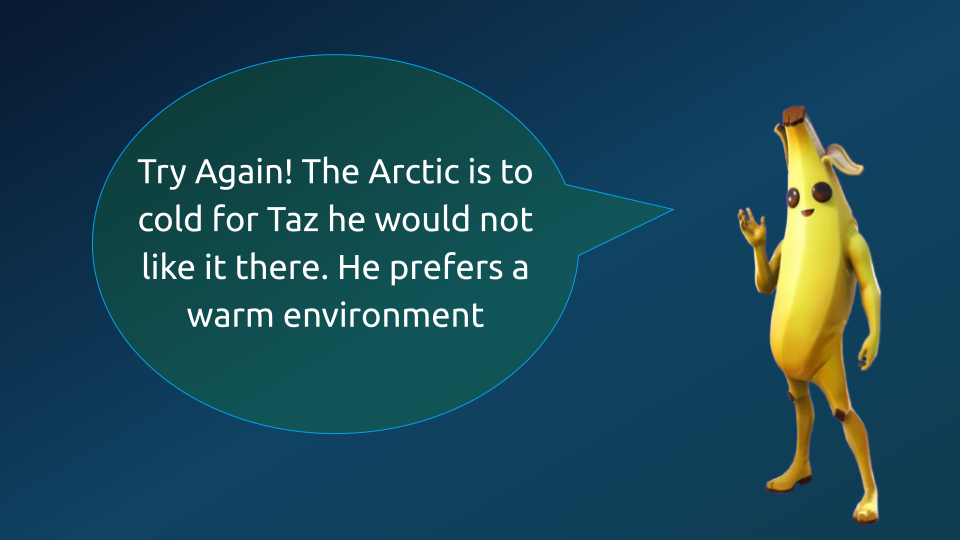 Try Again! The Arctic is to
cold for Taz he would not
like it there. He prefers a
warm environment